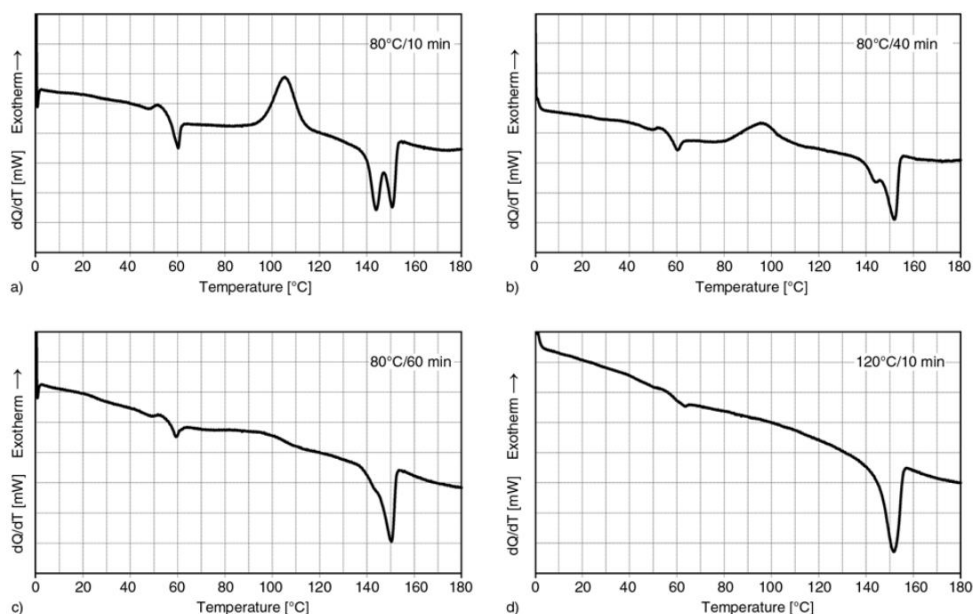 80°C/10 min
dQ/dT [mW] Exotherm →
0 20 40 60 80 100 120 140 160 180
a) Temperature [°C]
80°C/40 min
dQ/dT [mW] Exotherm →
0 20 40 60 80 100 120 140 160 180
b) Temperature [°C]
80°C/60 min
dQ/dT [mW] Exotherm →
0 20 40 60 80 100 120 140 160 180
c) Temperature [°C]
120°C/10 min
dQ/dT [mW] Exotherm →
0 20 40 60 80 100 120 140 160 180
d) Temperature [°C]